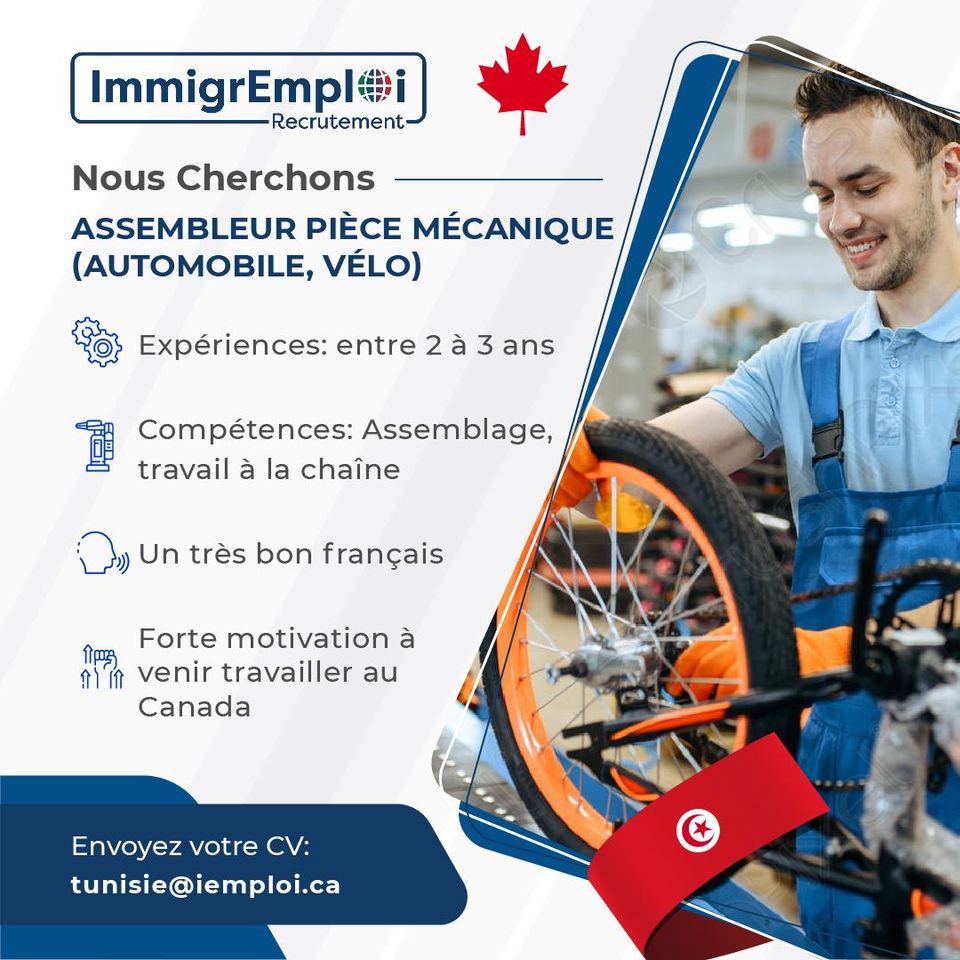 ImmigrEmploi
Recrutement
Nous Cherchons
ASSEMBLEUR PIÈCE MÉCANIQUE
(AUTOMOBILE, VÉLO)
Expériences: entre 2 à 3 ans
Compétences: Assemblage,
travail à la chaîne
Un très bon français
Forte motivation à
venir travailler au
Canada
Envoyez votre CV:
tunisie@iemploi.ca